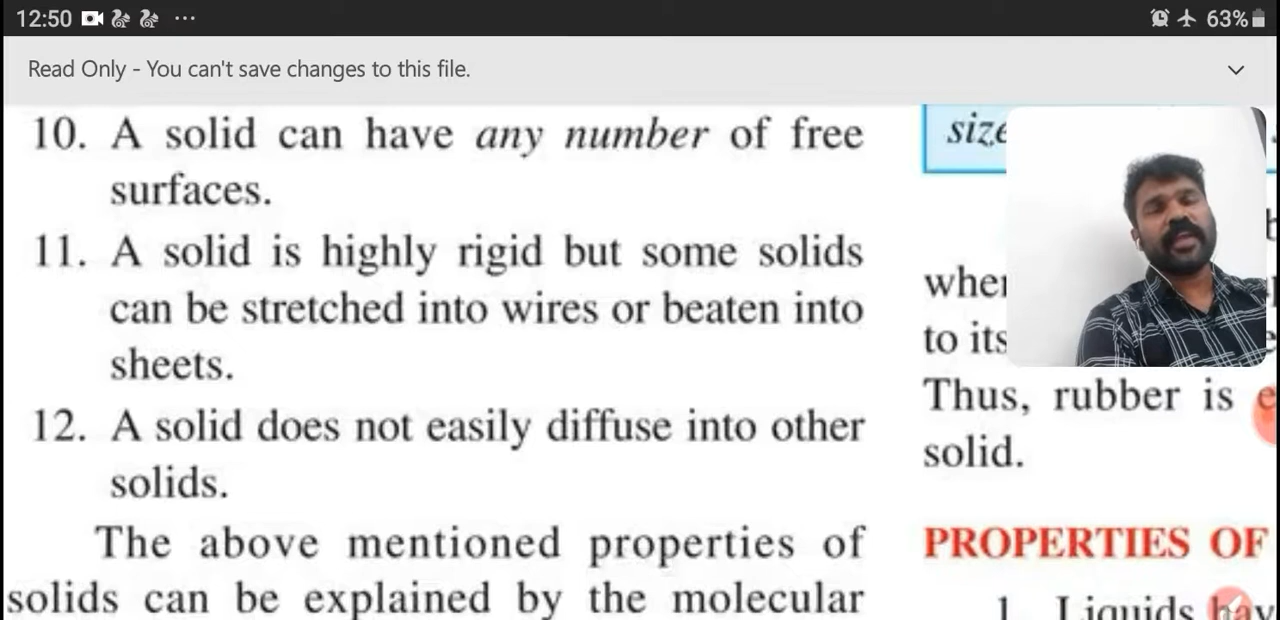 12:50 ... 63%
Read Only - You can't save changes to this file.
10. A solid can have any number of free
surfaces.
11. A solid is highly rigid but some solids
can be stretched into wires or beaten into
sheets.
12. A solid does not easily diffuse into other
solids.
The above mentioned properties of
solids can be explained by the molecular
size
to its
Thus, rubber is
solid.
PROPERTIES OF
1. Liquids